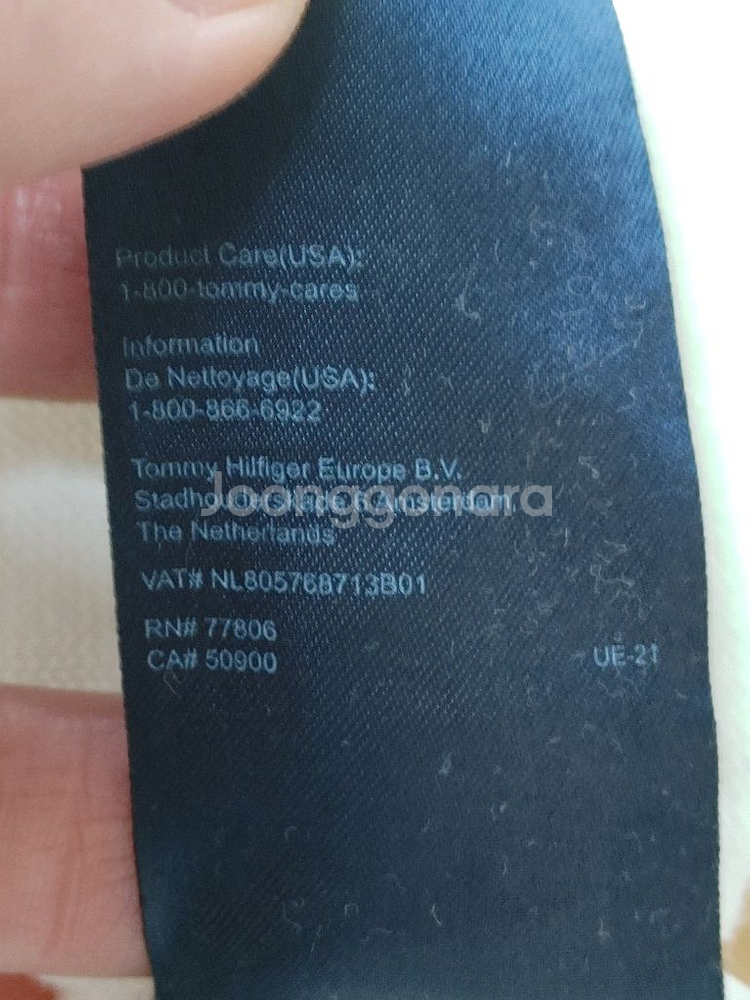 Product Care(USA):
1-800-tommy-cares
Information
De Nettoyage(USA):
1-800-866-6922
Tommy Hilfiger Europe B.V.
Joonggonara
Amsterdam,
The Netherlands
VAT# NL805768713B01
RN# 77806
CA# 50900
UE-21